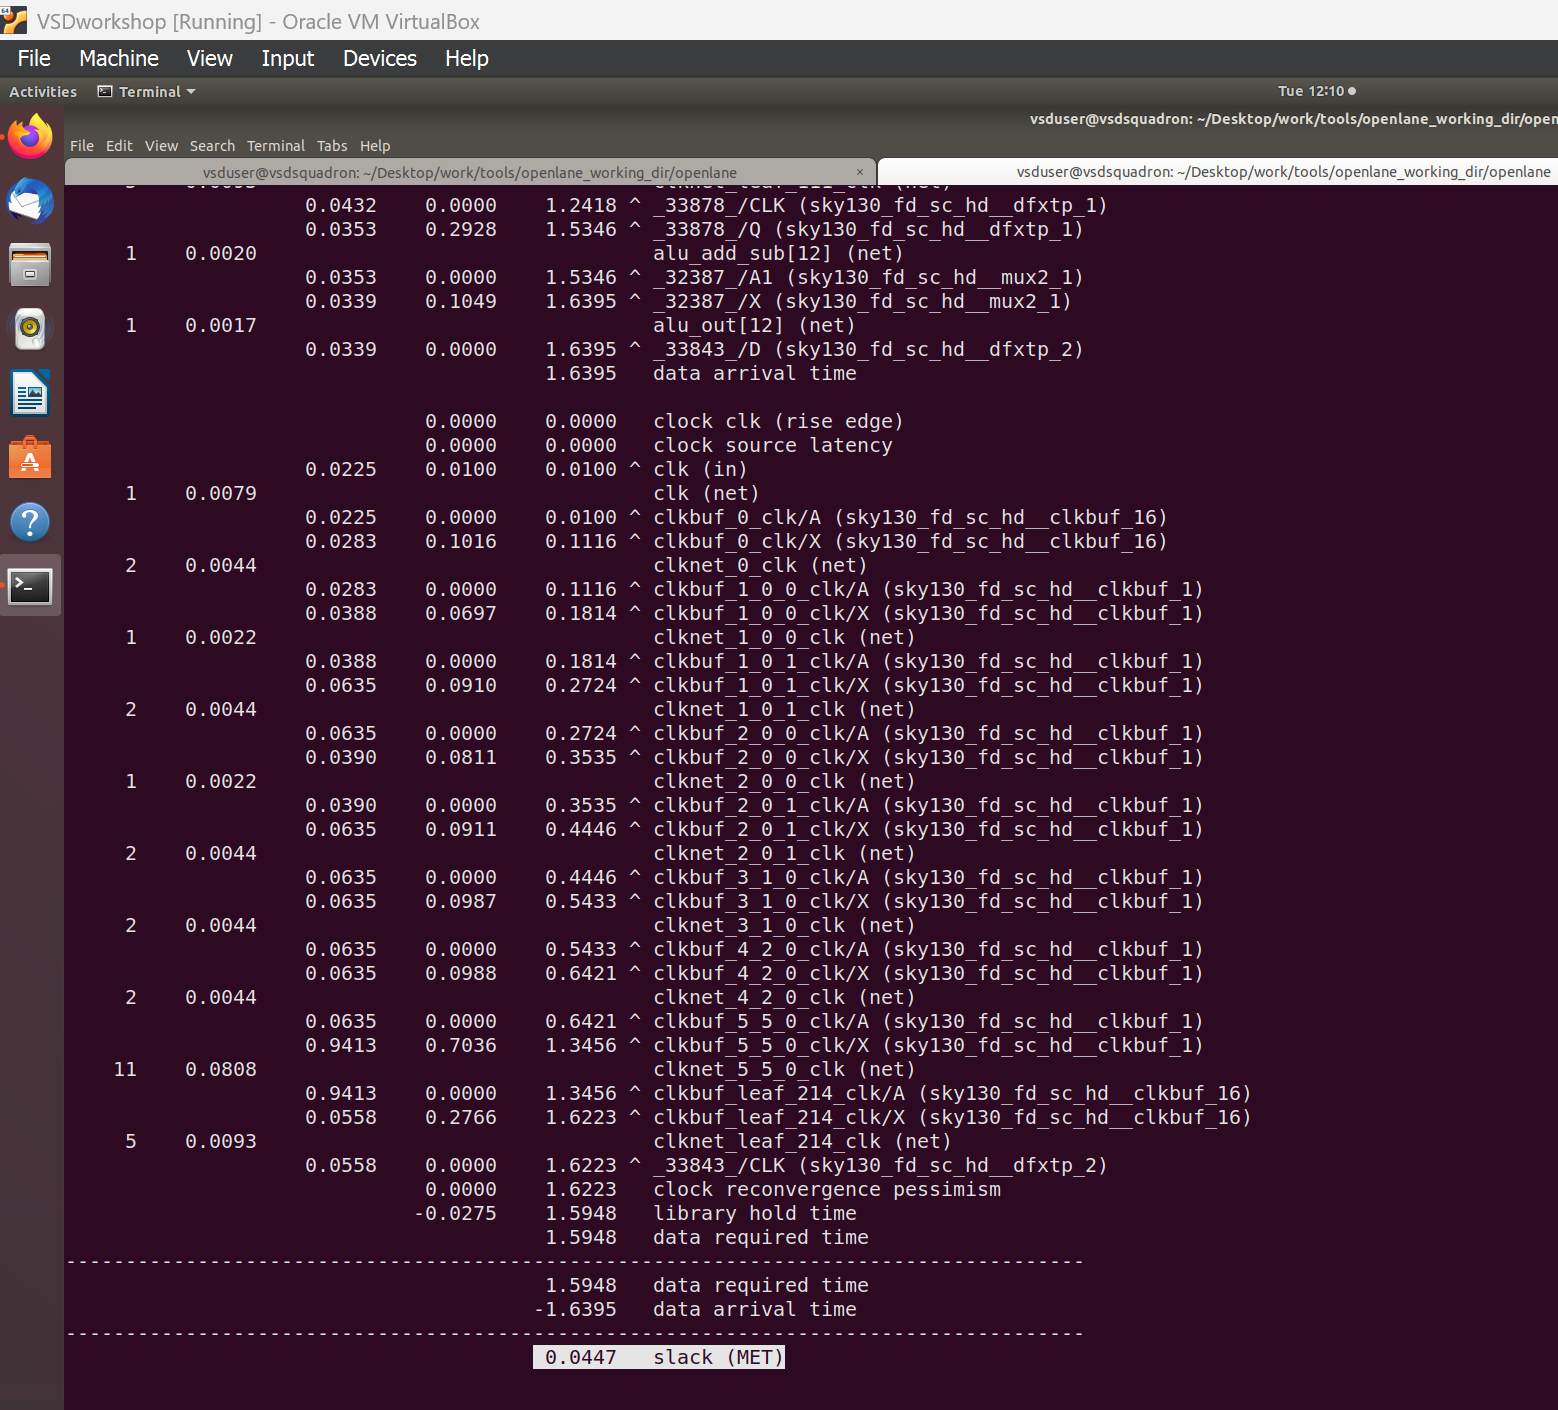 VSDworkshop [Running] - Oracle VM VirtualBox
File Machine View Input Devices Help
Activities Terminal Tue 12:10
vsduser@vsdsquadron: ~/Desktop/work/tools/openlane_working_dir/open
File Edit View Search Terminal Tabs Help
vsduser@vsdsquadron: ~/Desktop/work/tools/openlane_working_dir/openlane × vsduser@vsdsquadron: ~/Desktop/work/tools/openlane_working_dir/openlane
5 0.0093 clknet_leaf_111_clk (net)
0.0432 0.0000 1.2418 ^ _33878_/CLK (sky130_fd_sc_hd__dfxtp_1)
0.0353 0.2928 1.5346 ^ _33878_/Q (sky130_fd_sc_hd__dfxtp_1)
1 0.0020 alu_add_sub[12] (net)
0.0353 0.0000 1.5346 ^ _32387_/A1 (sky130_fd_sc_hd__mux2_1)
0.0339 0.1049 1.6395 ^ _32387_/X (sky130_fd_sc_hd__mux2_1)
1 0.0017 alu_out[12] (net)
0.0339 0.0000 1.6395 ^ _33843_/D (sky130_fd_sc_hd__dfxtp_2)
1.6395 data arrival time
0.0000 0.0000 clock clk (rise edge)
0.0000 0.0000 clock source latency
0.0225 0.0100 0.0100 ^ clk (in)
1 0.0079 clk (net)
0.0225 0.0000 0.0100 ^ clkbuf_0_clk/A (sky130_fd_sc_hd__clkbuf_16)
0.0283 0.1016 0.1116 ^ clkbuf_0_clk/X (sky130_fd_sc_hd__clkbuf_16)
2 0.0044 clknet_0_clk (net)
0.0283 0.0000 0.1116 ^ clkbuf_1_0_0_clk/A (sky130_fd_sc_hd__clkbuf_1)
0.0388 0.0697 0.1814 ^ clkbuf_1_0_0_clk/X (sky130_fd_sc_hd__clkbuf_1)
1 0.0022 clknet_1_0_0_clk (net)
0.0388 0.0000 0.1814 ^ clkbuf_1_0_1_clk/A (sky130_fd_sc_hd__clkbuf_1)
0.0635 0.0910 0.2724 ^ clkbuf_1_0_1_clk/X (sky130_fd_sc_hd__clkbuf_1)
2 0.0044 clknet_1_0_1_clk (net)
0.0635 0.0000 0.2724 ^ clkbuf_2_0_0_clk/A (sky130_fd_sc_hd__clkbuf_1)
0.0390 0.0811 0.3535 ^ clkbuf_2_0_0_clk/X (sky130_fd_sc_hd__clkbuf_1)
1 0.0022 clknet_2_0_0_clk (net)
0.0390 0.0000 0.3535 ^ clkbuf_2_0_1_clk/A (sky130_fd_sc_hd__clkbuf_1)
0.0635 0.0911 0.4446 ^ clkbuf_2_0_1_clk/X (sky130_fd_sc_hd__clkbuf_1)
2 0.0044 clknet_2_0_1_clk (net)
0.0635 0.0000 0.4446 ^ clkbuf_3_1_0_clk/A (sky130_fd_sc_hd__clkbuf_1)
0.0635 0.0987 0.5433 ^ clkbuf_3_1_0_clk/X (sky130_fd_sc_hd__clkbuf_1)
2 0.0044 clknet_3_1_0_clk (net)
0.0635 0.0000 0.5433 ^ clkbuf_4_2_0_clk/A (sky130_fd_sc_hd__clkbuf_1)
0.0635 0.0988 0.6421 ^ clkbuf_4_2_0_clk/X (sky130_fd_sc_hd__clkbuf_1)
2 0.0044 clknet_4_2_0_clk (net)
0.0635 0.0000 0.6421 ^ clkbuf_5_5_0_clk/A (sky130_fd_sc_hd__clkbuf_1)
0.9413 0.7036 1.3456 ^ clkbuf_5_5_0_clk/X (sky130_fd_sc_hd__clkbuf_1)
11 0.0808 clknet_5_5_0_clk (net)
0.9413 0.0000 1.3456 ^ clkbuf_leaf_214_clk/A (sky130_fd_sc_hd__clkbuf_16)
0.0558 0.2766 1.6223 ^ clkbuf_leaf_214_clk/X (sky130_fd_sc_hd__clkbuf_16)
5 0.0093 clknet_leaf_214_clk (net)
0.0558 0.0000 1.6223 ^ _33843_/CLK (sky130_fd_sc_hd__dfxtp_2)
0.0000 1.6223 clock reconvergence pessimism
-0.0275 1.5948 library hold time
1.5948 data required time
-------------------------------------------------------------------------------------
1.5948 data required time
-1.6395 data arrival time
-------------------------------------------------------------------------------------
0.0447 slack (MET)